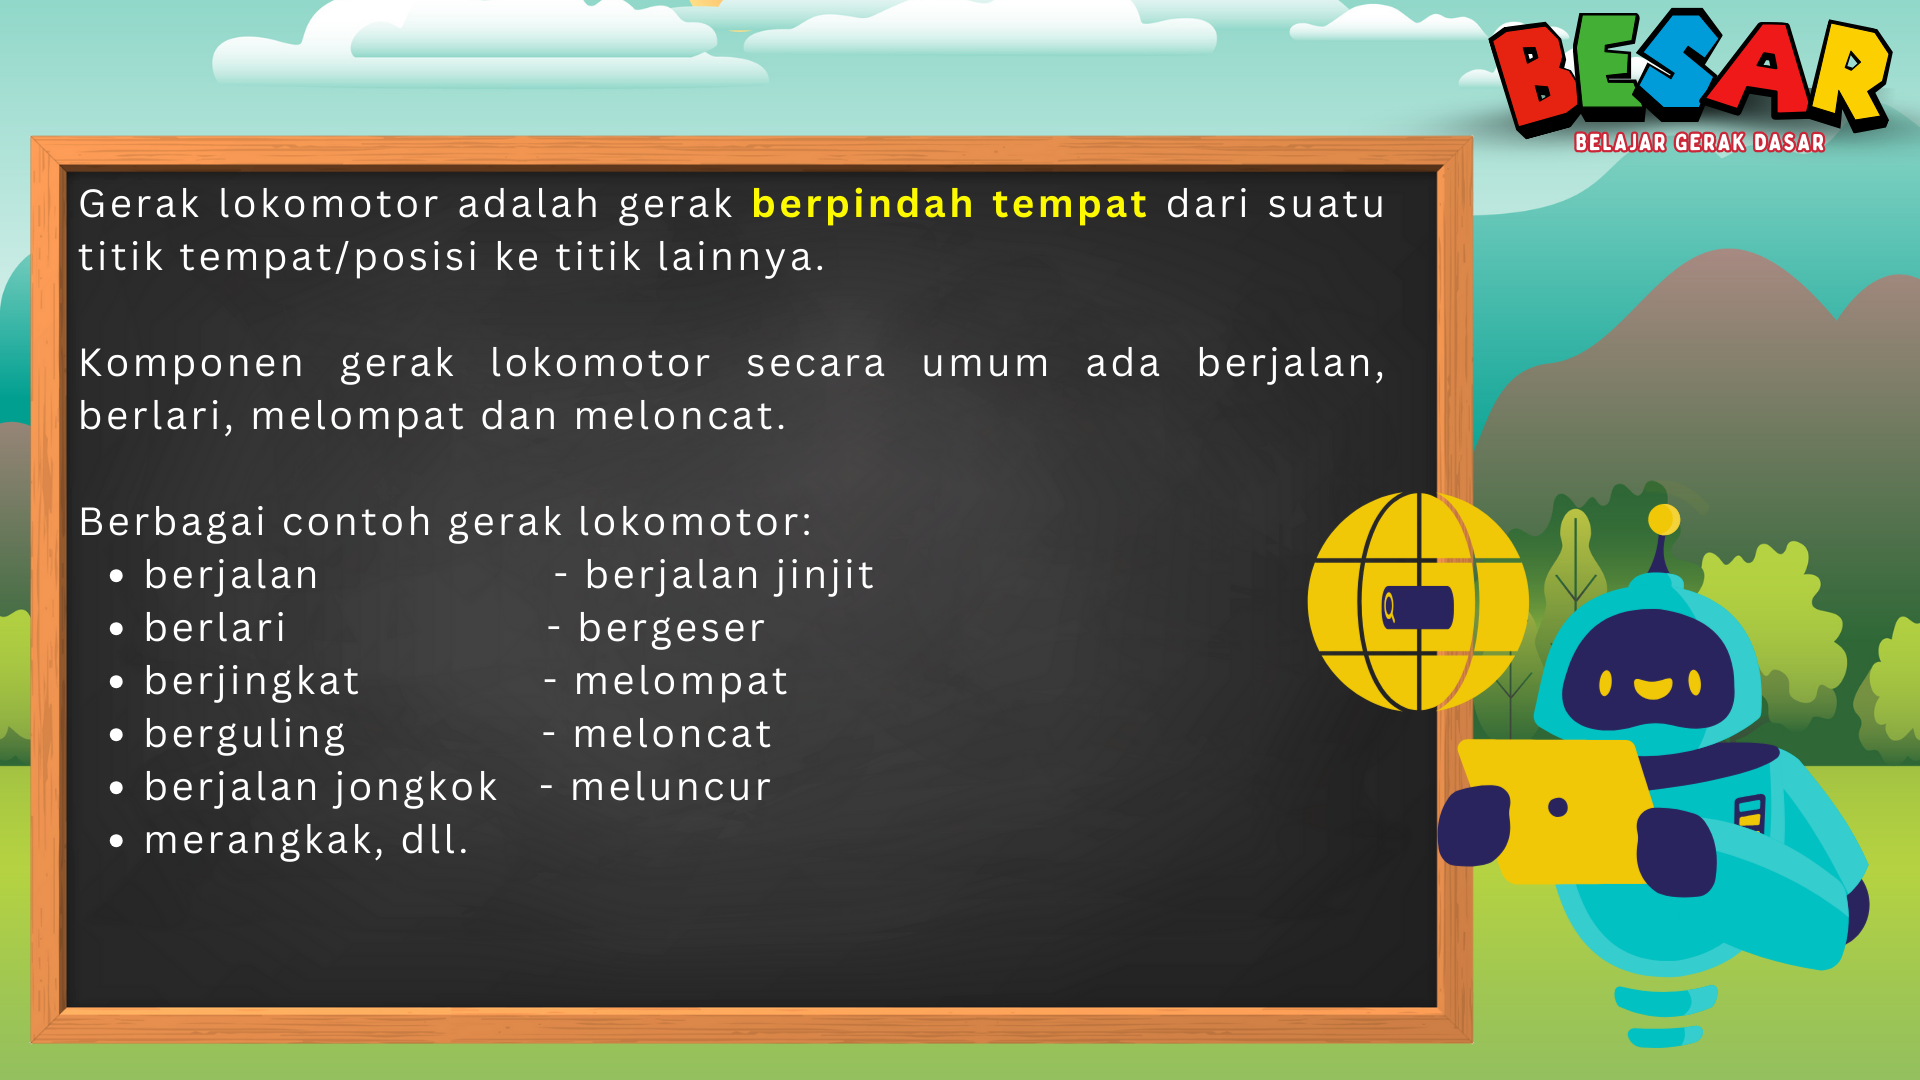 BESAR
BELAJAR GERAK DASAR
Gerak lokomotor adalah gerak berpindah tempat dari suatu
titik tempat/posisi ke titik lainnya.
Komponen gerak lokomotor secara umum ada berjalan,
berlari, melompat dan meloncat.
Berbagai contoh gerak lokomotor:
• berjalan - berjalan jinjit
• berlari - bergeser
• berjingkat - melompat
• berguling - meloncat
• berjalan jongkok - meluncur
• merangkak, dll.